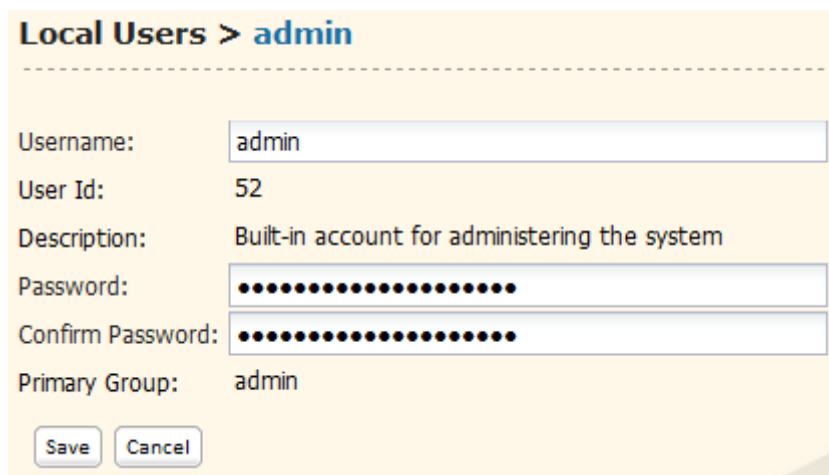 Local Users > admin
Username: admin
User Id: 52
Description: Built-in account for administering the system
Password: ●●●●●●●●●●●●●●●●●●●●
Confirm Password: ●●●●●●●●●●●●●●●●●●●●
Primary Group: admin
Save Cancel